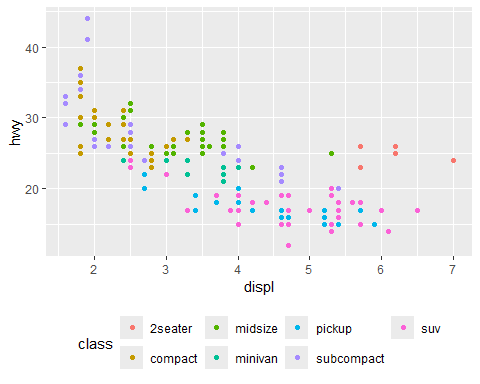 40
30
20
hwy
2 3 4 5 6 7
displ
class
2seater midsize pickup suv
compact minivan subcompact